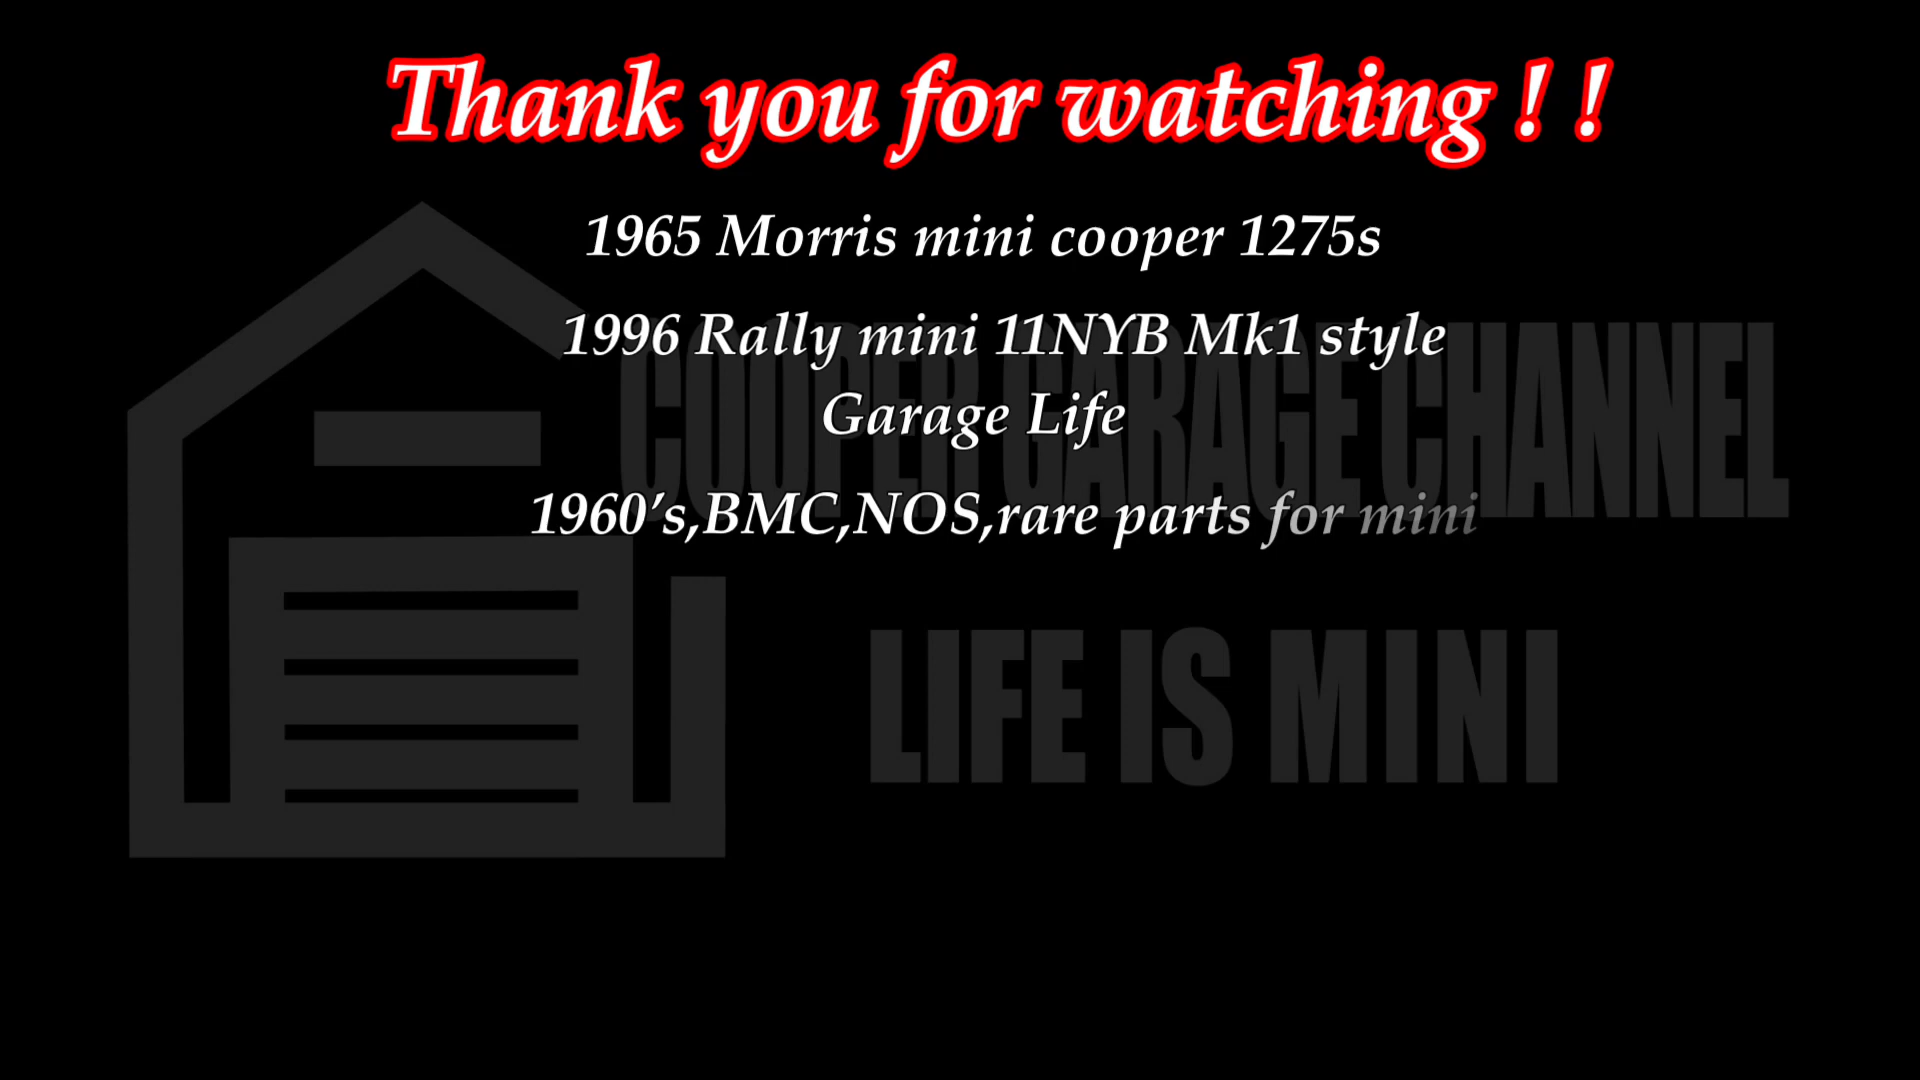 Thank you for watching ! !
1965 Morris mini cooper 1275s
1996 Rally mini 11NYB Mk1 style
Garage Life
COOPER GARAGE CHANNEL
1960’s,BMC,NOS,rare parts for mini
LIFE IS MINI